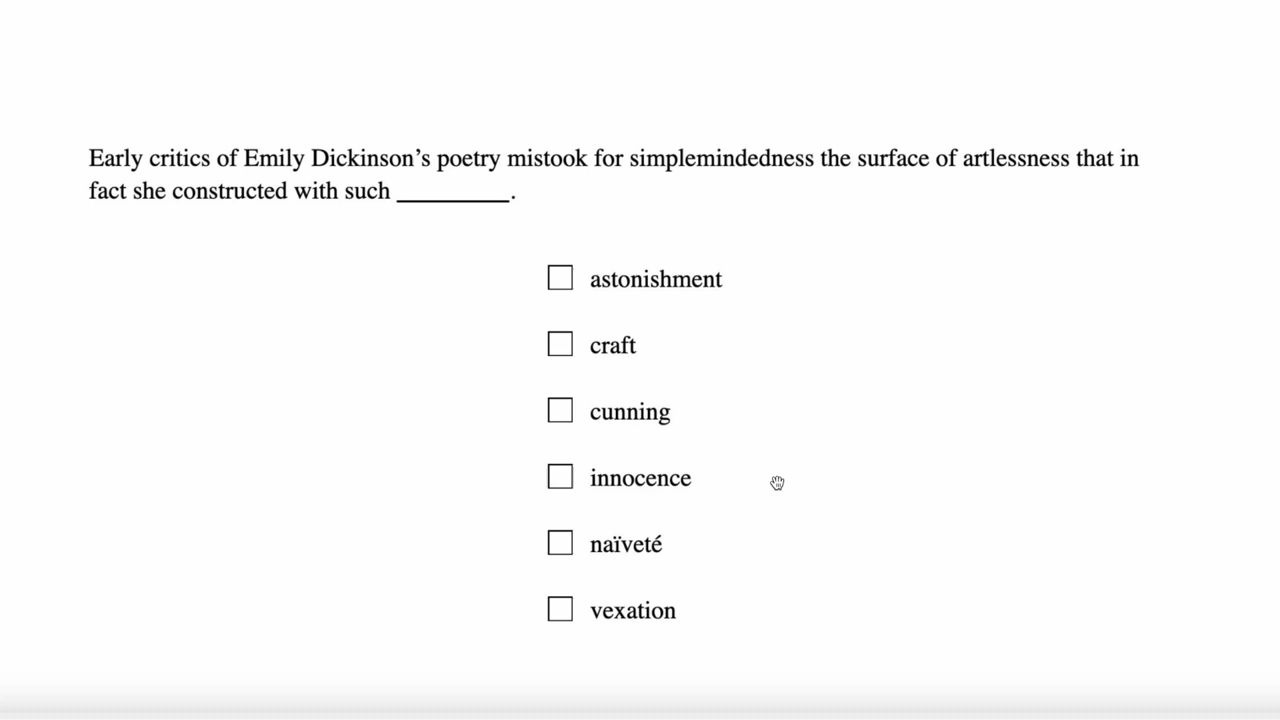 Early critics of Emily Dickinson’s poetry mistook for simplemindedness the surface of artlessness that in
fact she constructed with such __________.
astonishment
craft
cunning
innocence
naïveté
vexation